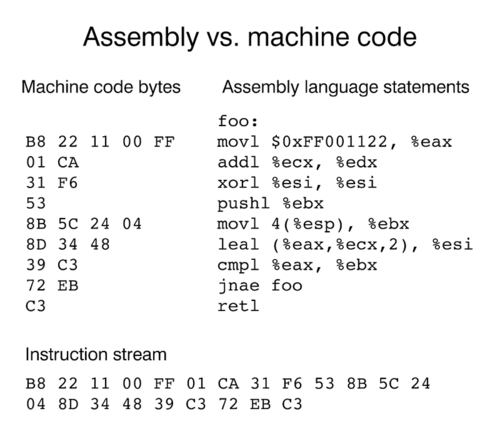 Assembly vs. machine code
Machine code bytes    Assembly language statements
foo:
B8 22 11 00 FF    movl $0xFF001122, %eax
01 CA    addl %ecx, %edx
31 F6    xorl %esi, %esi
53    pushl %ebx
8B 5C 24 04    movl 4(%esp), %ebx
8D 34 48    leal (%eax,%ecx,2), %esi
39 C3    cmpl %eax, %ebx
72 EB    jnae foo
C3    retl
Instruction stream
B8 22 11 00 FF 01 CA 31 F6 53 8B 5C 24
04 8D 34 48 39 C3 72 EB C3